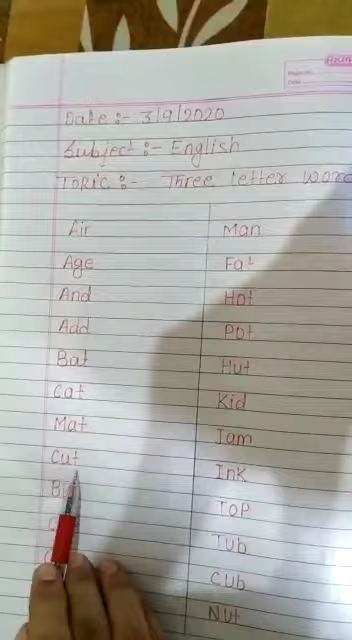 Date :- 3/9/2020
Subject :- English
Topic :- Three letter word
Air
Age
And
Add
Bat
Cat
Mat
Cut
Man
Fat
Hot
Pot
Hut
Kid
Jam
Ink
Top
Tub
Cub
Nut